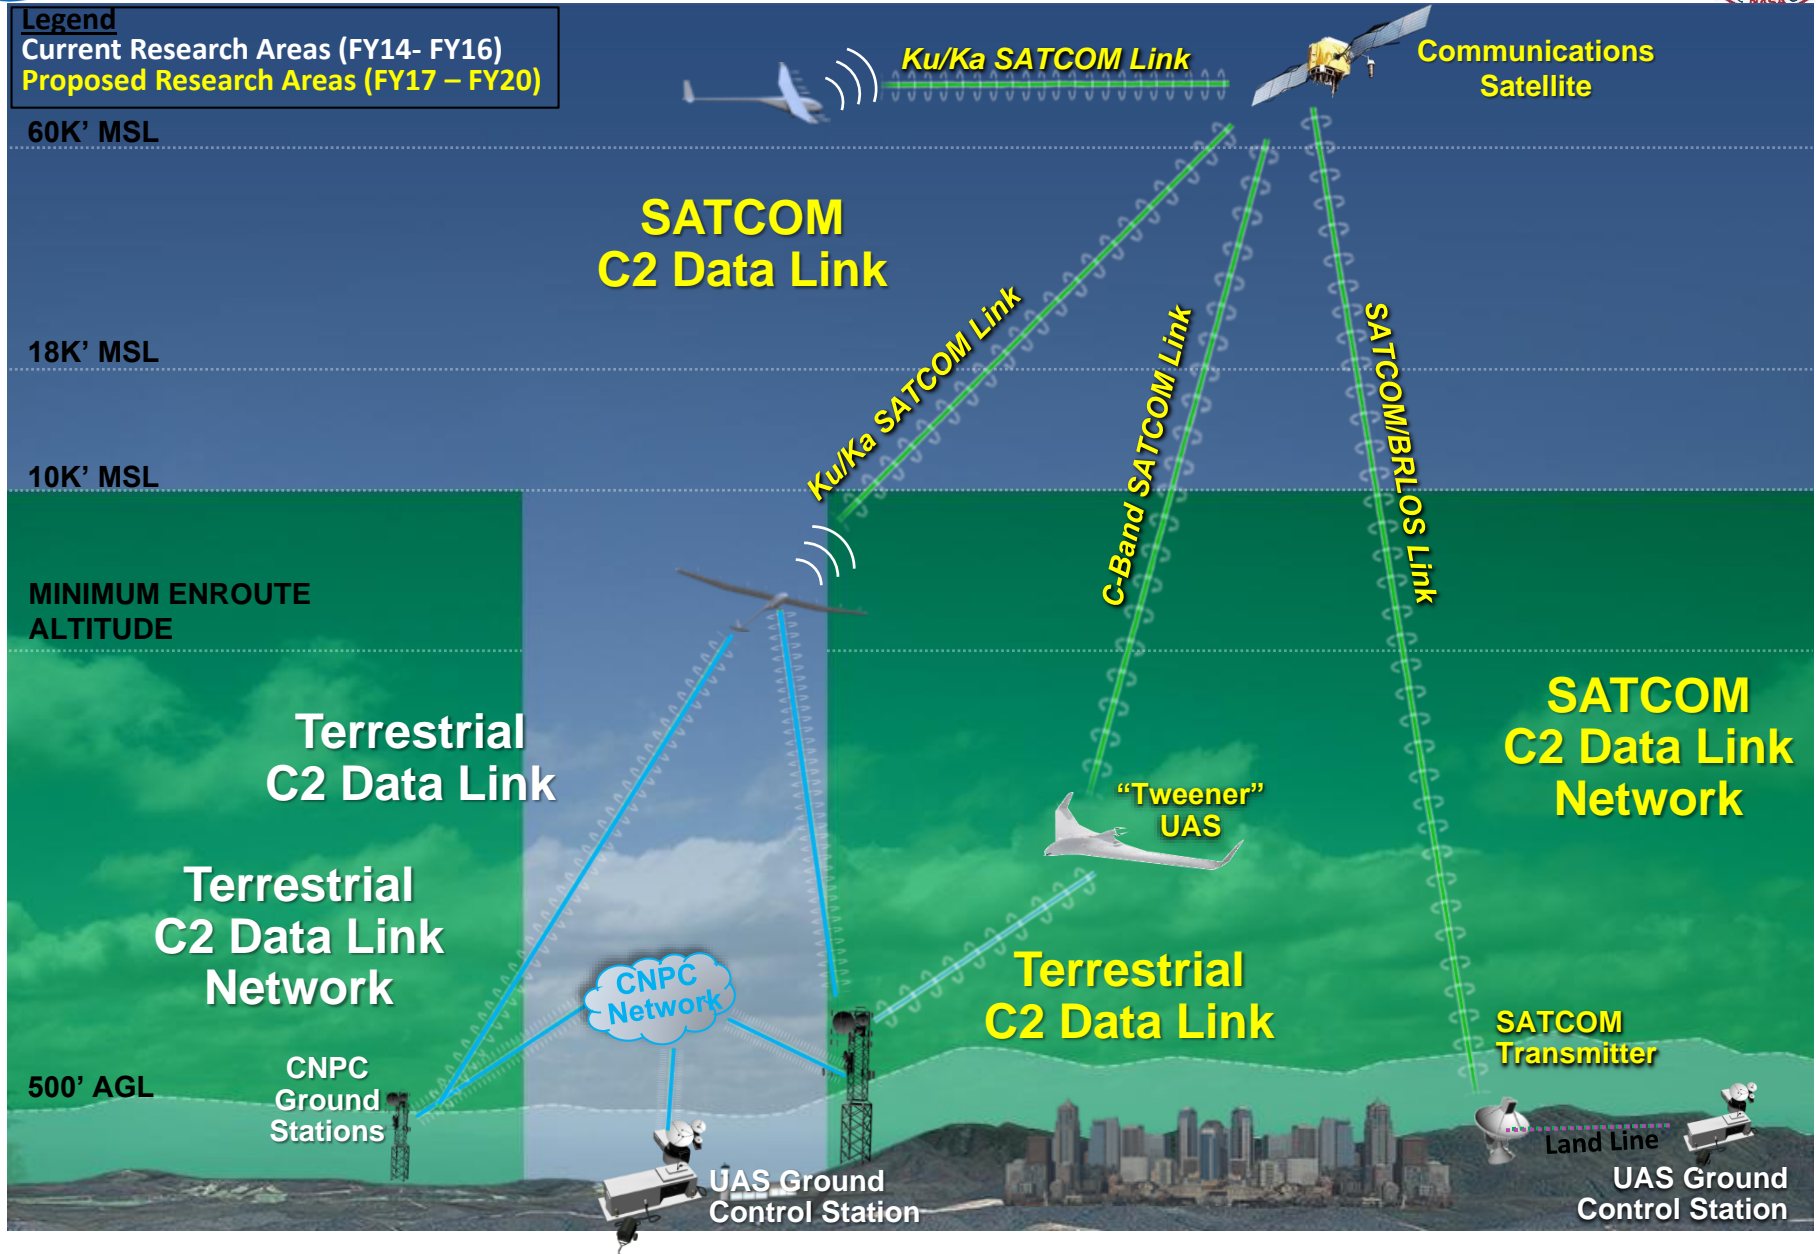 Legend
Current Research Areas (FY14- FY16)
Proposed Research Areas (FY17 – FY20)
NASA
Ku/Ka SATCOM Link
Communications
Satellite
60K’ MSL
SATCOM
C2 Data Link
18K’ MSL
Ku/Ka SATCOM Link
C-Band SATCOM Link
SATCOM/BRLOS Link
10K’ MSL
MINIMUM ENROUTE
ALTITUDE
Terrestrial
C2 Data Link
SATCOM
C2 Data Link
Network
“Tweener”
UAS
Terrestrial
C2 Data Link
Network
CNPC
Network
Terrestrial
C2 Data Link
SATCOM
Transmitter
500’ AGL
CNPC
Ground
Stations
Land Line
UAS Ground
Control Station
UAS Ground
Control Station